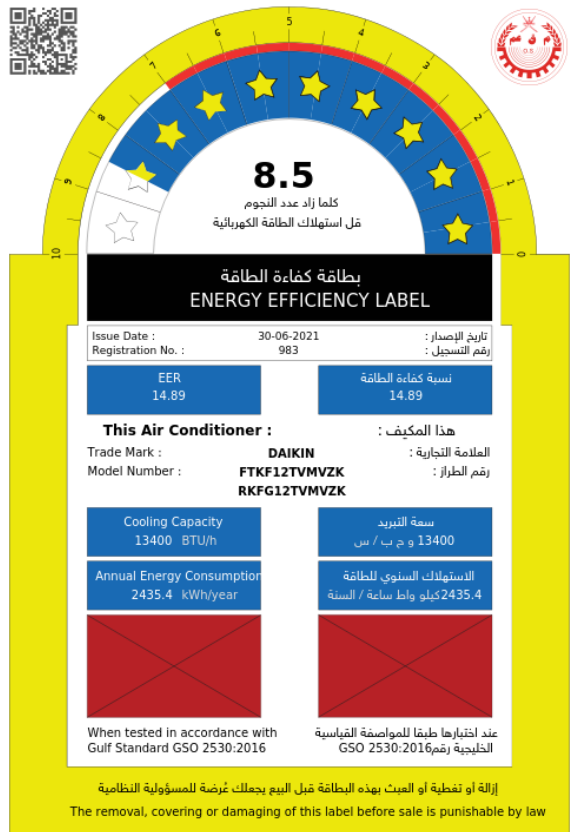 10 9 8 7 6 5 4 3 2 1 0
8.5
كلما زاد عدد النجوم
قل استهلاك الطاقة الكهربائية
بطاقة كفاءة الطاقة
ENERGY EFFICIENCY LABEL
Issue Date : 30-06-2021 تاريخ الإصدار :
Registration No. : 983 رقم التسجيل :
EER نسبة كفاءة الطاقة
14.89 14.89
This Air Conditioner : هذا المكيف :
Trade Mark : DAIKIN العلامة التجارية :
Model Number : FTKF12TVMVZK رقم الطراز :
RKFG12TVMVZK
Cooling Capacity سعة التبريد
13400 BTU/h 13400 و ح ب / س
Annual Energy Consumption الاستهلاك السنوي للطاقة
2435.4 kWh/year 2435.4كيلو واط ساعة / السنة
When tested in accordance with عند اختبارها طبقا للمواصفة القياسية
Gulf Standard GSO 2530:2016 الخليجية رقمGSO 2530:2016
إزالة أو تغطية أو العبث بهذه البطاقة قبل البيع يجعلك عُرضة للمسؤولية النظامية
The removal, covering or damaging of this label before sale is punishable by law